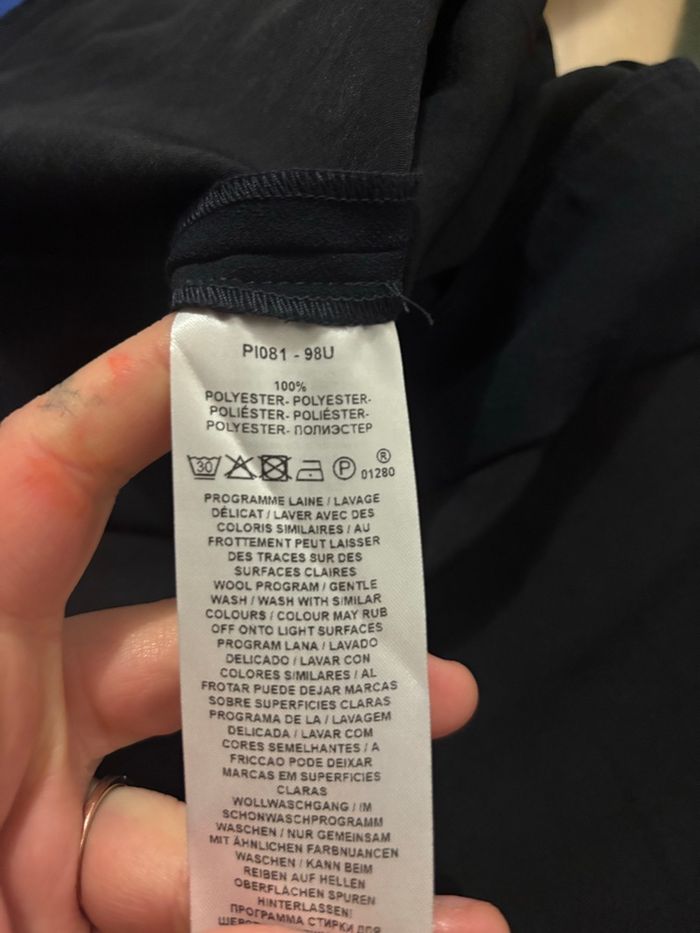 PI081 - 98U
100%
POLYESTER- POLYESTER-
POLIÉSTER- POLIÉSTER-
POLYESTER- ПОЛИЭСТЕР
30 P ® 01280
PROGRAMME LAINE / LAVAGE
DÉLICAT / LAVER AVEC DES
COLORIS SIMILAIRES / AU
FROTTEMENT PEUT LAISSER
DES TRACES SUR DES
SURFACES CLAIRES
WOOL PROGRAM / GENTLE
WASH / WASH WITH SIMILAR
COLOURS / COLOUR MAY RUB
OFF ONTO LIGHT SURFACES
PROGRAM LANA / LAVADO
DELICADO / LAVAR CON
COLORES SIMILARES / AL
FROTAR PUEDE DEJAR MARCAS
SOBRE SUPERFICIES CLARAS
PROGRAMA DE LA / LAVAGEM
DELICADA / LAVAR COM
CORES SEMELHANTES / A
FRICCAO PODE DEIXAR
MARCAS EM SUPERFICIES
CLARAS
WOLLWASCHGANG / IM
SCHONWASCHPROGRAMM
WASCHEN / NUR GEMEINSAM
MIT ÄHNLICHEN FARBNUANCEN
WASCHEN / KANN BEIM
REIBEN AUF HELLEN
OBERFLÄCHEN SPUREN
HINTERLASSEN!
ПРОГРАММА СТИРКИ ДЛЯ